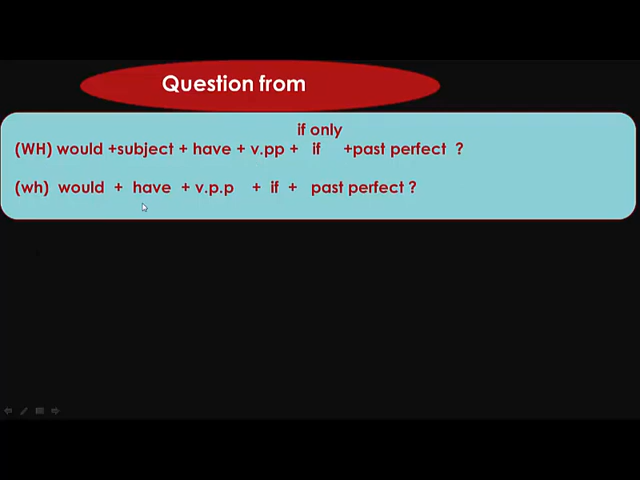 Question from
if only
(WH) would +subject + have + v.pp + if +past perfect ?
(wh) would + have + v.p.p + if + past perfect ?